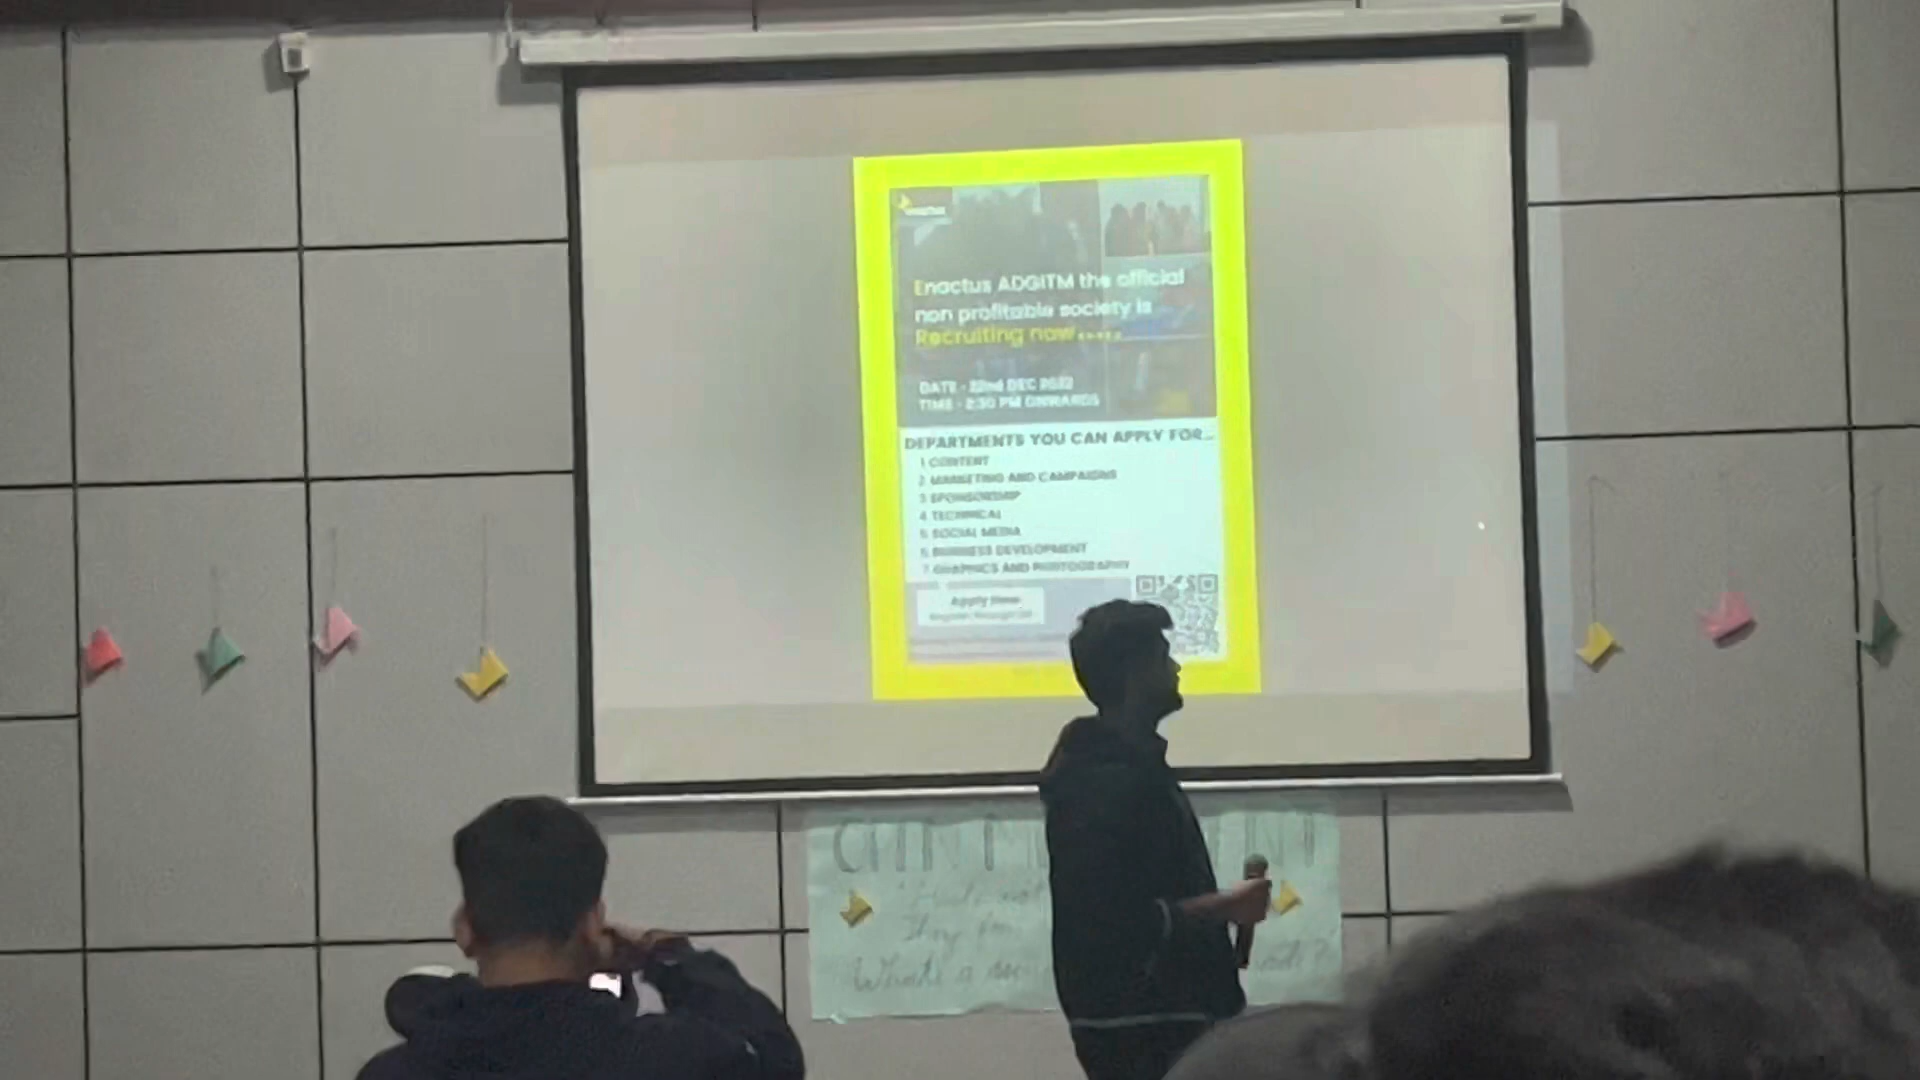 Enactus ADGITM the official
non profitable society is
Recruiting now.....
DATE - 22nd DEC 2022
TIME - 2:30 PM ONWARDS
DEPARTMENTS YOU CAN APPLY FOR...
1. CONTENT
2. MARKETING AND CAMPAIGNS
3. SPONSORSHIP
4. TECHNICAL
5. SOCIAL MEDIA
6. BUSINESS DEVELOPMENT
7. GRAPHICS AND PHOTOGRAPHY
Apply Now
What's a